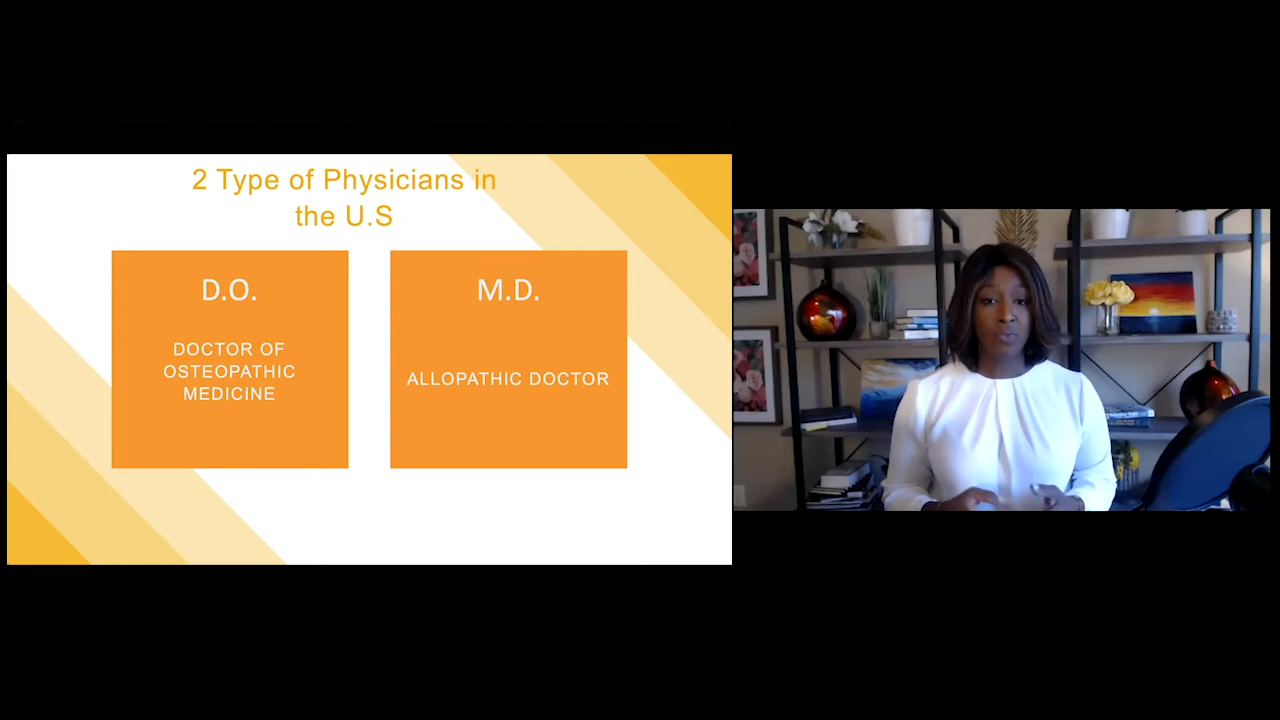 2 Type of Physicians in
the U.S
D.O.
DOCTOR OF
OSTEOPATHIC
MEDICINE
M.D.
ALLOPATHIC DOCTOR